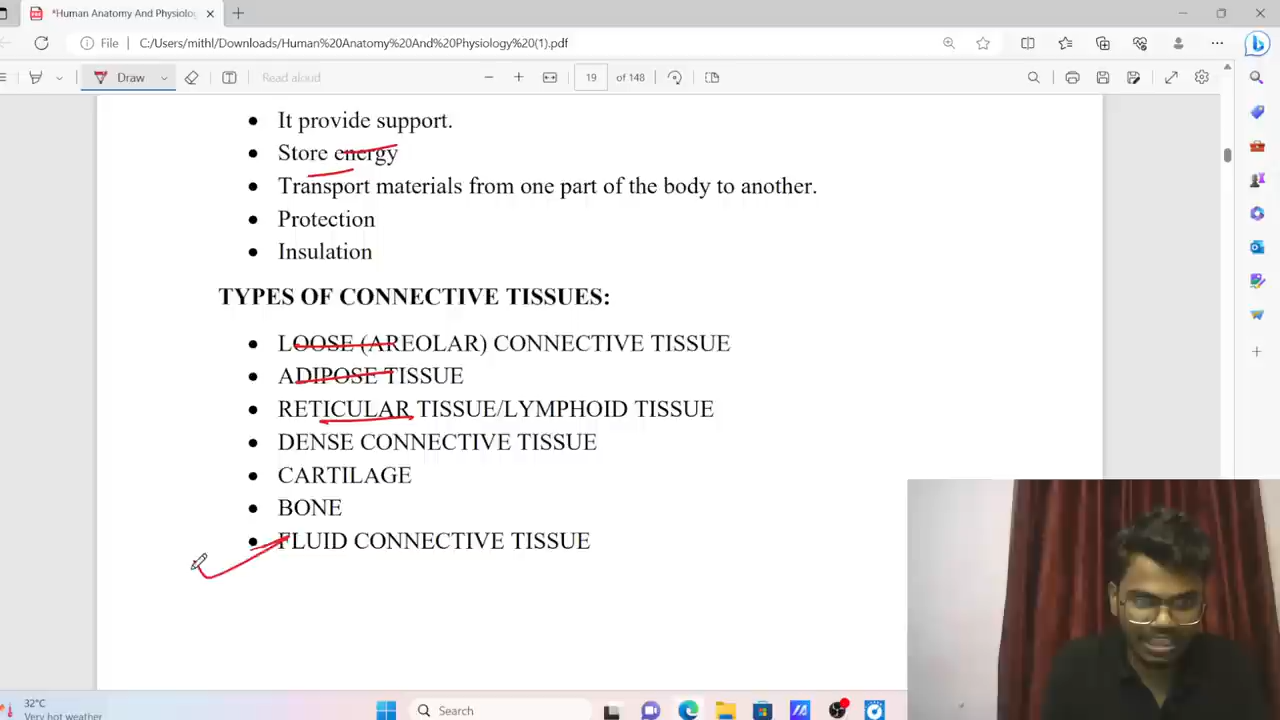 *Human Anatomy And Physiolog
File
C:/Users/mithl/Downloads/Human%20Anatomy%20And%20Physiology%20(1).pdf
Draw
Read aloud
19 of 148
• It provide support.
• Store energy
• Transport materials from one part of the body to another.
• Protection
• Insulation
TYPES OF CONNECTIVE TISSUES:
• LOOSE (AREOLAR) CONNECTIVE TISSUE
• ADIPOSE TISSUE
• RETICULAR TISSUE/LYMPHOID TISSUE
• DENSE CONNECTIVE TISSUE
• CARTILAGE
• BONE
• FLUID CONNECTIVE TISSUE
32°C
Very hot weather
Search